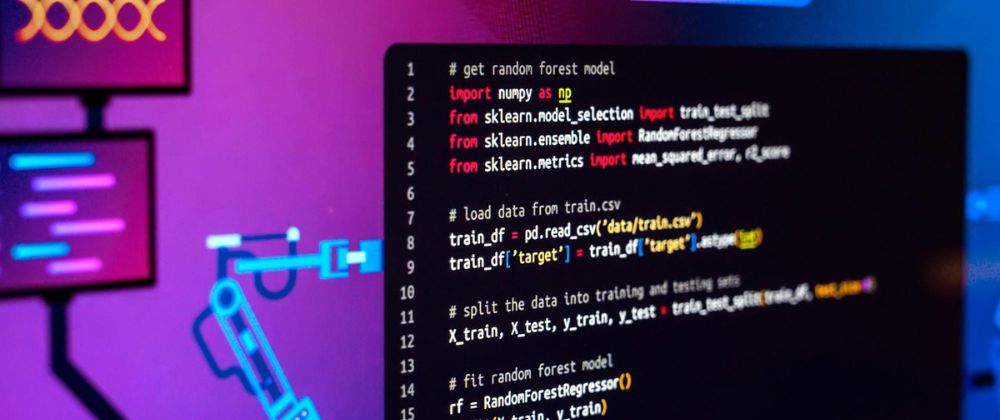 1 # get random forest model
2 import numpy as np
3 from sklearn.model_selection import train_test_split
4 from sklearn.ensemble import RandomForestRegressor
5 from sklearn.metrics import mean_squared_error, r2_score
6
7 # load data from train.csv
8 train_df = pd.read_csv("data/train.csv")
9 train_df['target'] = train_df['target'].astype(int)
10
11 # split the data into training and testing sets
12 X_train, X_test, y_train, y_test = train_test_split(train_df,
13
14 # fit random forest model
15 rf = RandomForestRegressor()
(X_train, y_train)